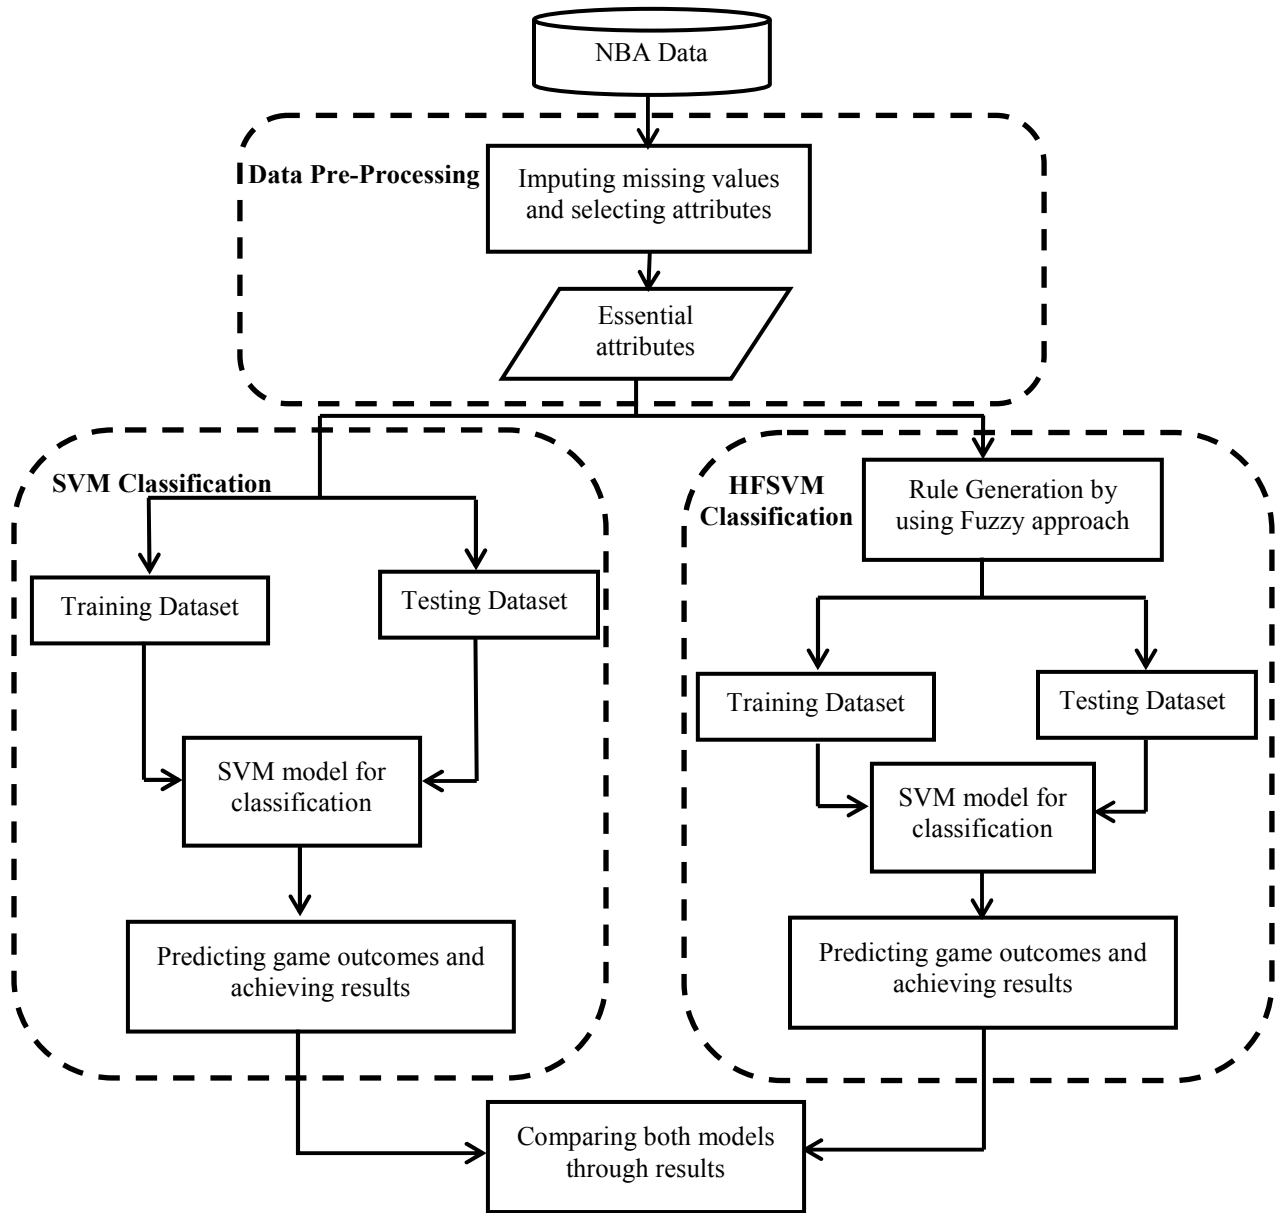 NBA Data
Data Pre-Processing
Imputing missing values
and selecting attributes
Essential
attributes
SVM Classification
Training Dataset
Testing Dataset
SVM model for
classification
Predicting game outcomes and
achieving results
HFSVM
Classification
Rule Generation by
using Fuzzy approach
Training Dataset
Testing Dataset
SVM model for
classification
Predicting game outcomes and
achieving results
Comparing both models
through results